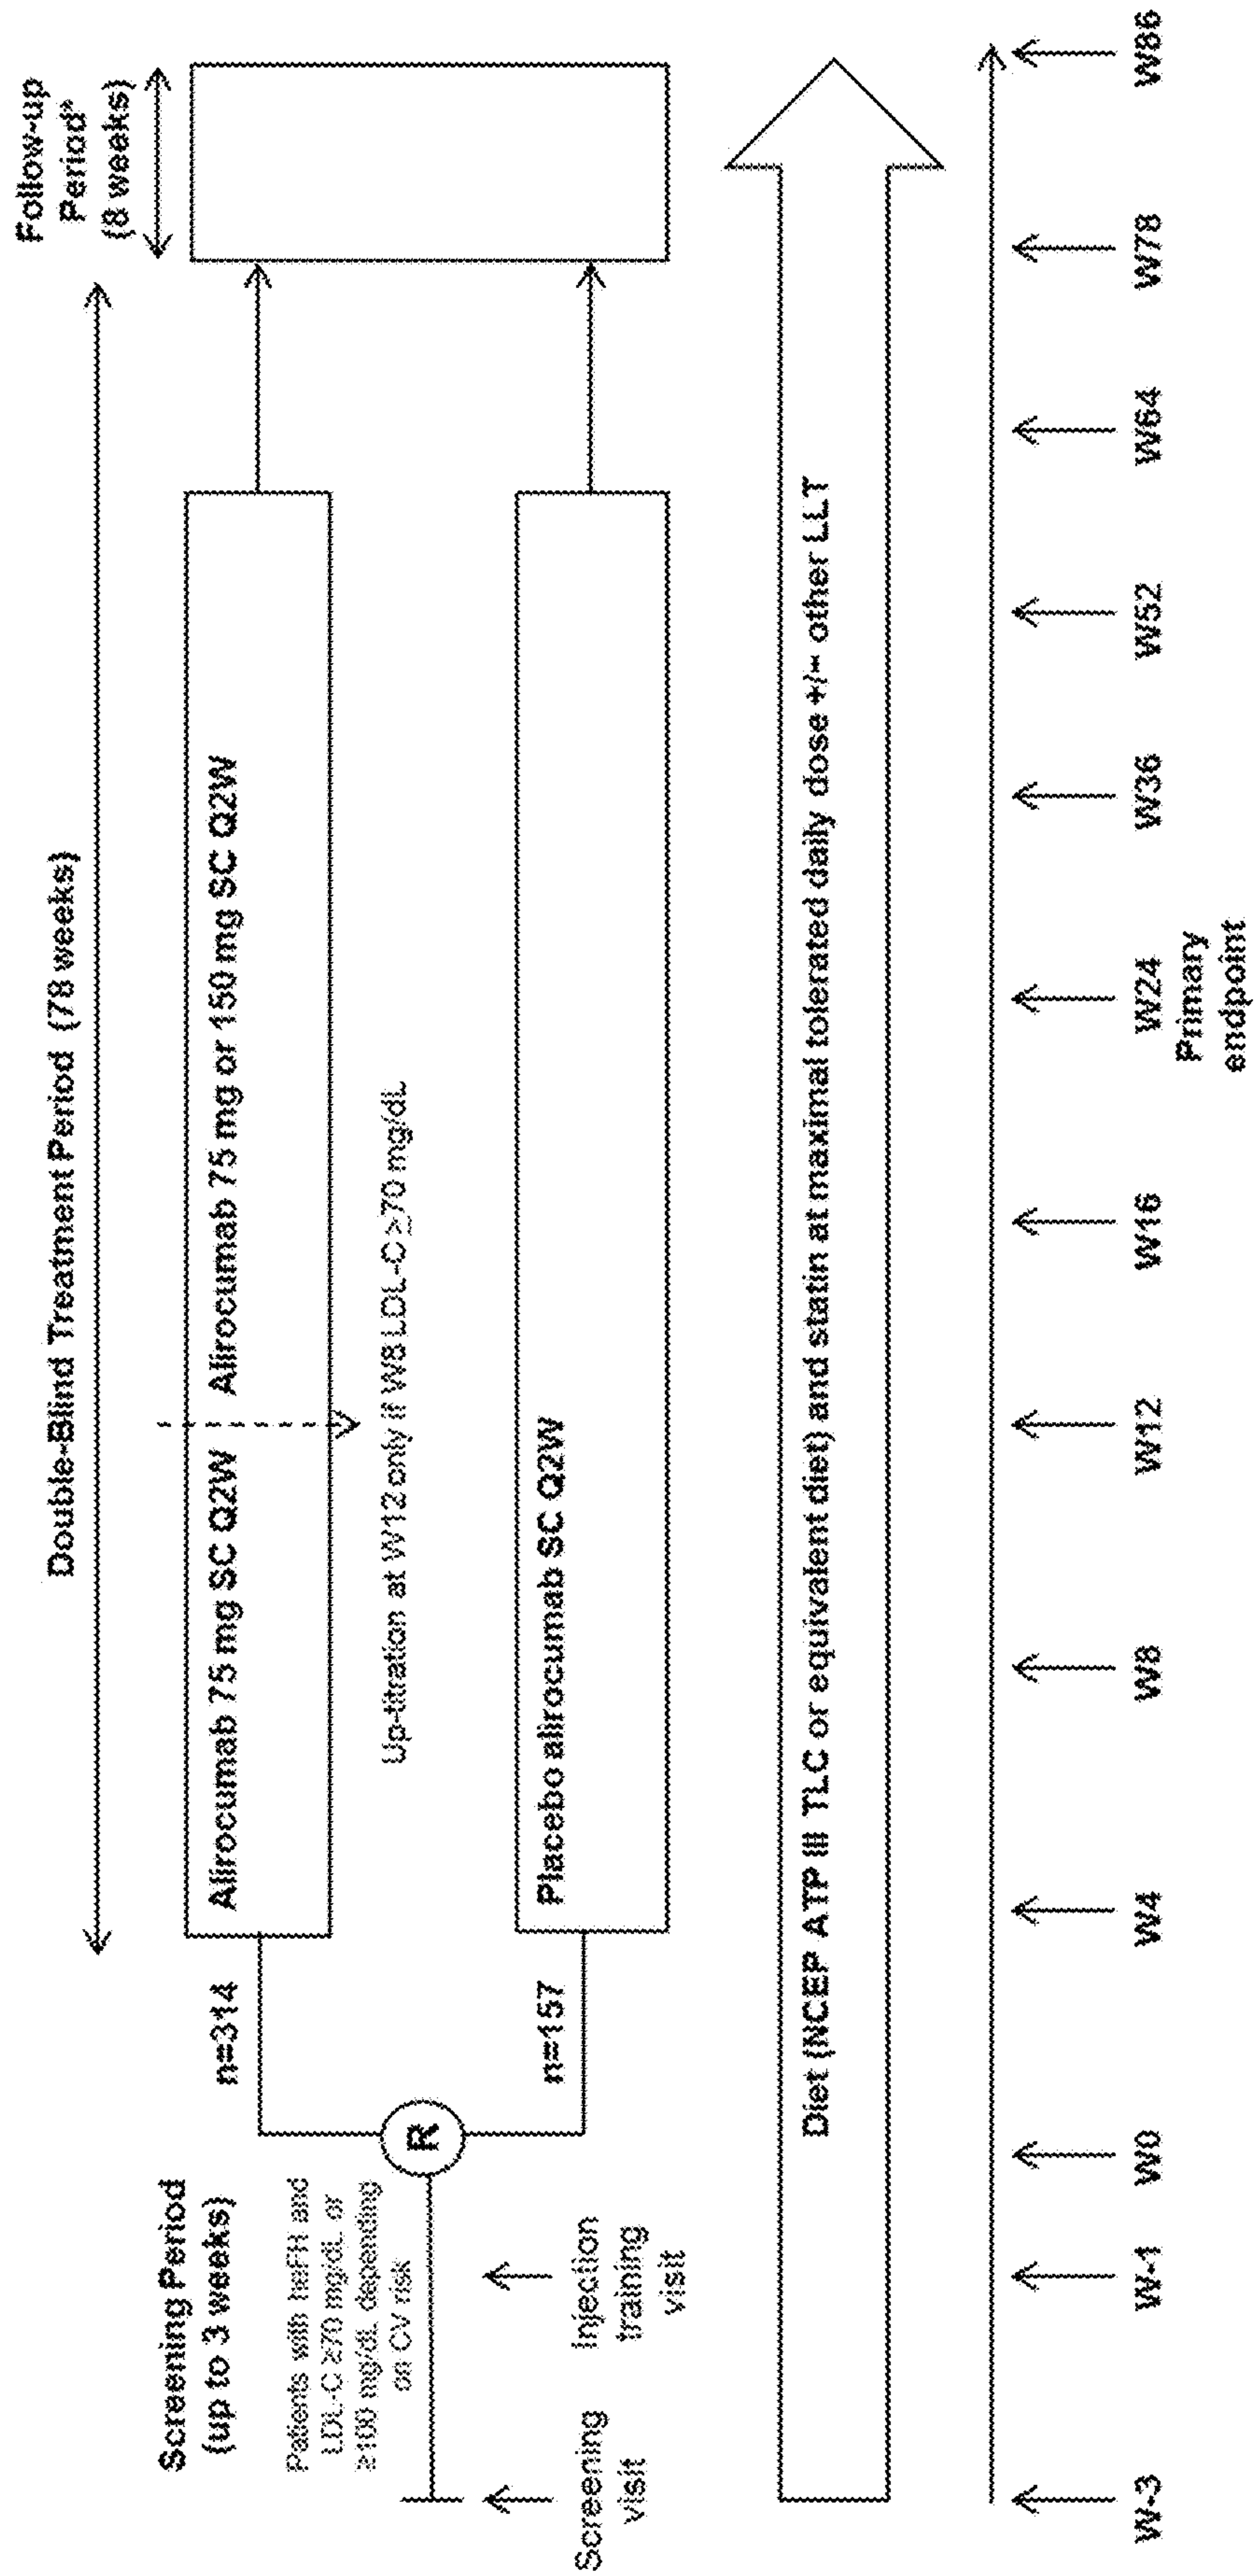 Double-Blind Treatment Period (78 weeks)
Follow-up
Period*
(8 weeks)
Screening Period
(up to 3 weeks)
Patients with heFH and
LDL-C ≥70 mg/dL or
≥100 mg/dL depending
on CV risk
R
n=314
Alirocumab 75 mg SC Q2W
Alirocumab 75 mg or 150 mg SC Q2W
Up-titration at W12 only if W8 LDL-C ≥70 mg/dL
n=157
Placebo alirocumab SC Q2W
Screening
visit
Injection
training
visit
Diet (NCEP ATP III TLC or equivalent diet) and statin at maximal tolerated daily dose +/- other LLT
W-3
W-1
W0
W4
W8
W12
W16
W24
Primary
endpoint
W36
W52
W64
W78
W86